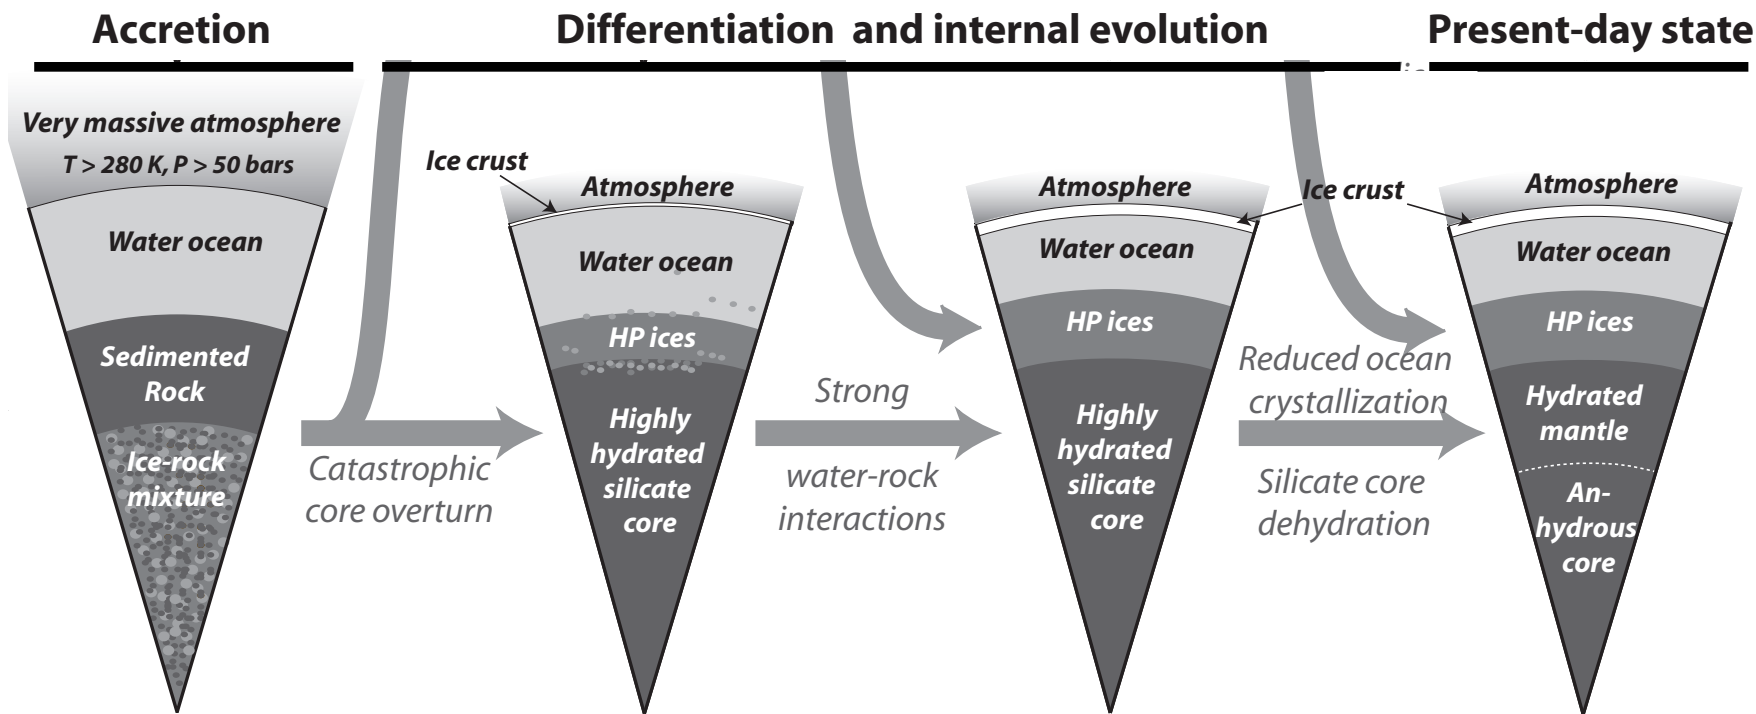 Accretion
Differentiation and internal evolution
Present-day state
Very massive atmosphere
T > 280 K, P > 50 bars
Water ocean
Sedimented
Rock
Ice-rock
mixture
Catastrophic
core overturn
Ice crust
Atmosphere
Water ocean
HP ices
Highly
hydrated
silicate
core
Strong
water-rock
interactions
Atmosphere
Ice crust
Water ocean
HP ices
Highly
hydrated
silicate
core
Reduced ocean
crystallization
Silicate core
dehydration
Atmosphere
Water ocean
HP ices
Hydrated
mantle
An-
hydrous
core